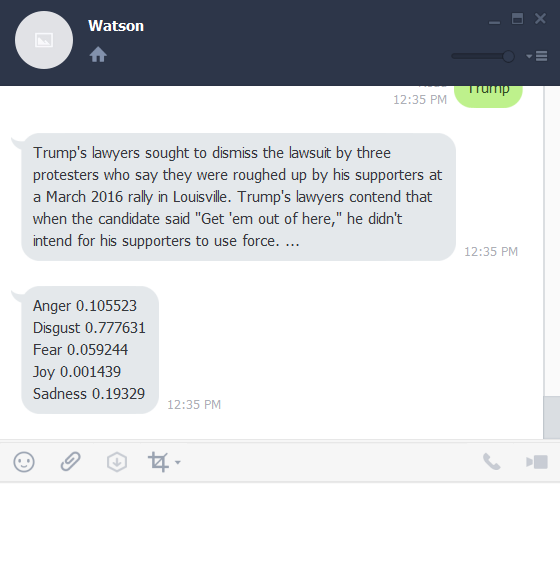 Watson
Trump
12:35 PM
Trump's lawyers sought to dismiss the lawsuit by three
protesters who say they were roughed up by his supporters at
a March 2016 rally in Louisville. Trump's lawyers contend that
when the candidate said "Get 'em out of here," he didn't
intend for his supporters to use force. ...
12:35 PM
Anger 0.105523
Disgust 0.777631
Fear 0.059244
Joy 0.001439
Sadness 0.19329
12:35 PM